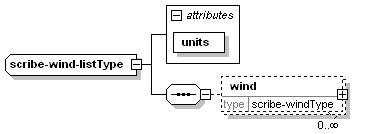 attributes
units
scribe-wind-listType
wind
type scribe-windType
0..∞